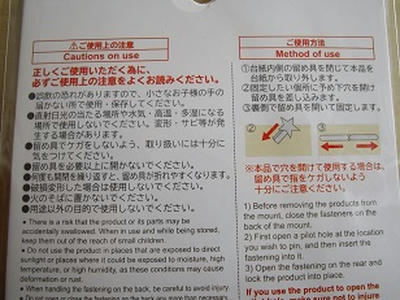 ⚠ご使用上の注意
Cautions on use
正しくご使用いただく為に、
必ずご使用上の注意をよくお読みください。
●誤飲の恐れがありますので、小さなお子様の手の
届かない所で使用・保存してください。
●直射日光の当たる場所や水気・高温・多湿になる
場所で使用しないでください。変形・サビ等が発
生する場合があります。
●留め具でケガをしないよう、取り扱いには十分に
気をつけてください。
●留め具を必要以上に開かないでください。
●何度も開閉を繰り返すと、留め具が折れやすくなります。
●破損変形した場合は使用しないでください。
●火のそばに置かないでください。
●用途以外の目的で使用しないでください。
• There is a risk that the product or its parts may be
accidentally swallowed. When in use and while being stored,
keep them out of the reach of small children.
• Do not use the product in places that are exposed to direct
sunlight or places where it could be exposed to moisture, high
temperature, or high humidity, as these conditions may cause
deformation or rust.
• When handling the fastening on the back, be careful to avoid injury.
• Do not open or close the fastening on the back any more than necessary.
ご使用方法
Method of use
①台紙内側の留め具を閉じて本品を
台紙から取り外します。
②固定したい個所に予め下穴を開け
留め具を差し込みます。
③裏側で留め具を開いて固定します。
② ③
※本品で穴を開けて使用する場合は、
留め具で指をケガしないよう
十分にご注意ください。
1) Before removing the products from
the mount, close the fasteners on the
back of the mount.
2) First open a pilot hole at the location
you wish to pin, and then insert the
fastening into it.
3) Open the fastening on the rear and
lock the product into place.
If you use the product to open the